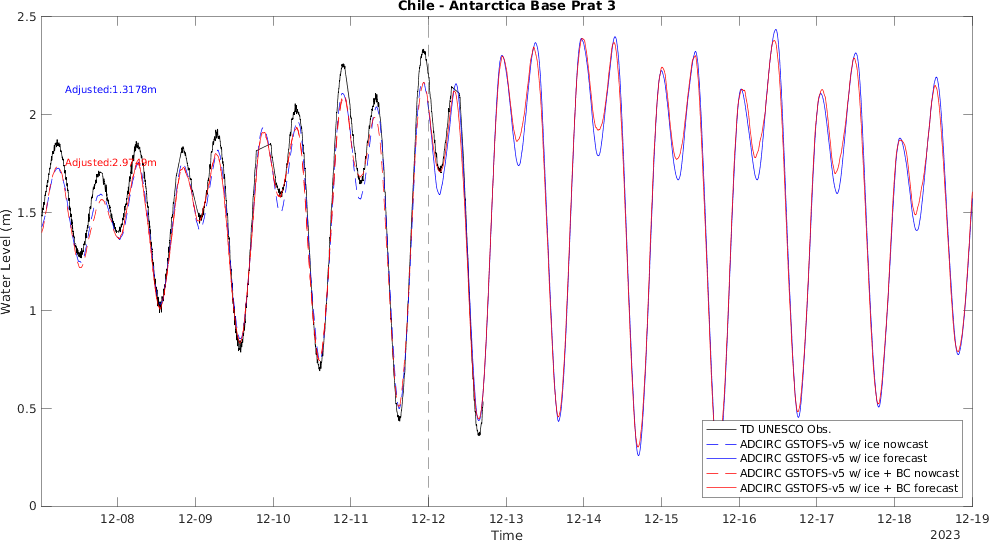 Chile - Antarctica Base Prat 3
2.5
2
1.5
1
0.5
0
Water Level (m)
Adjusted:1.3178m
TD UNESCO Obs.
ADCIRC GSTOFS-v5 w/ ice nowcast
ADCIRC GSTOFS-v5 w/ ice forecast
ADCIRC GSTOFS-v5 w/ ice + BC nowcast
ADCIRC GSTOFS-v5 w/ ice + BC forecast
12-08 12-09 12-10 12-11 12-12 12-13 12-14 12-15 12-16 12-17 12-18 12-19
Time
2023